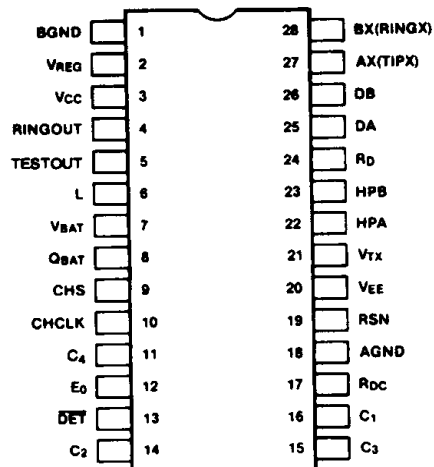 BGND 1 28 BX(RINGX)
VREG 2 27 AX(TIPX)
VCC 3 26 DB
RINGOUT 4 25 DA
TESTOUT 5 24 RD
L 6 23 HPB
VBAT 7 22 HPA
QBAT 8 21 VTX
CHS 9 20 VEE
CHCLK 10 19 RSN
C4 11 18 AGND
E0 12 17 RDC
DET 13 16 C1
C2 14 15 C3